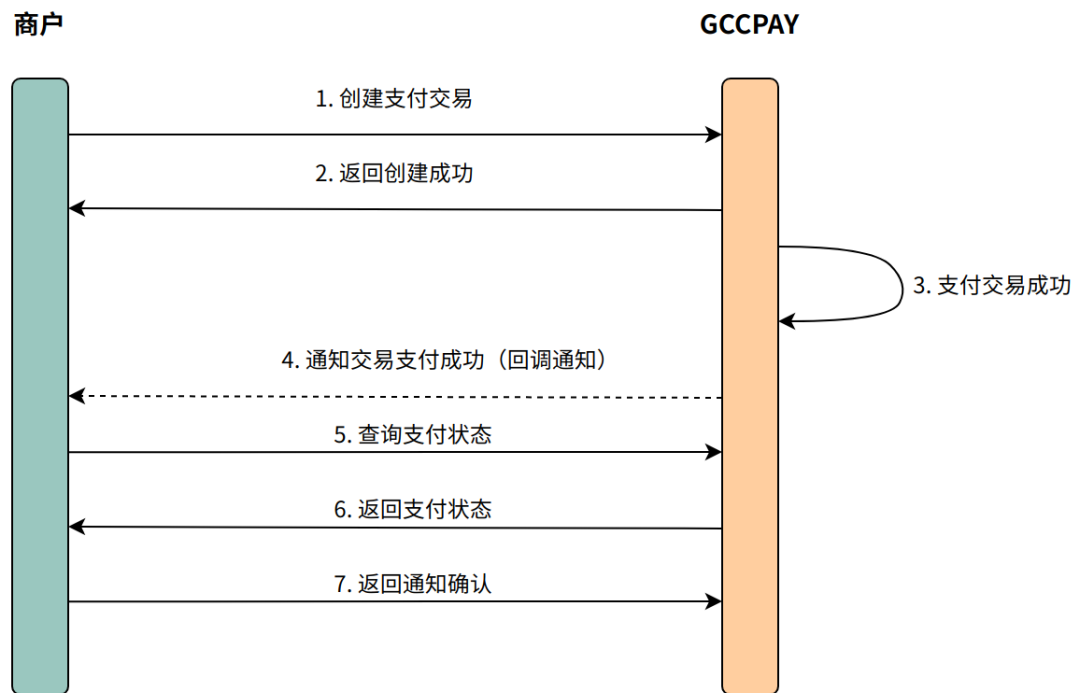 商户
GCCPAY
1. 创建支付交易
2. 返回创建成功
3. 支付交易成功
4. 通知交易支付成功（回调通知）
5. 查询支付状态
6. 返回支付状态
7. 返回通知确认